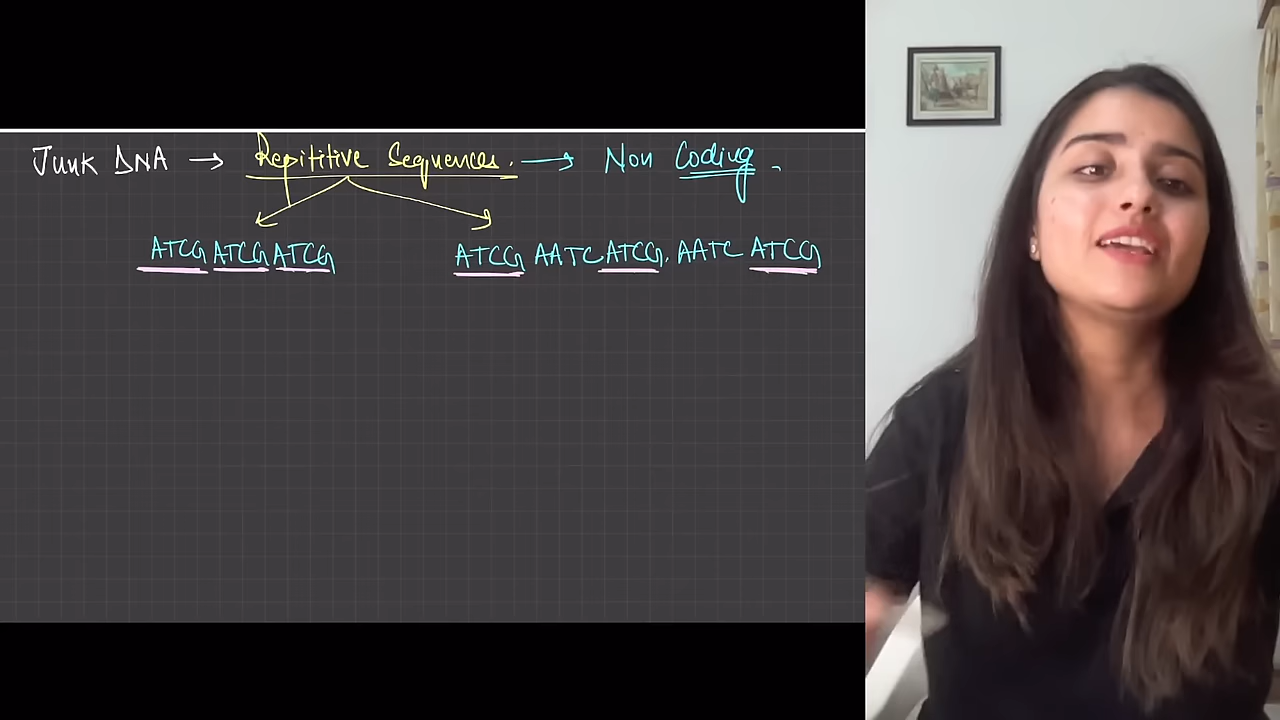 Junk DNA → Repititive Sequences. → Non Coding.
ATCG ATCG ATCG ATCG AATC ATCG. AATC ATCG